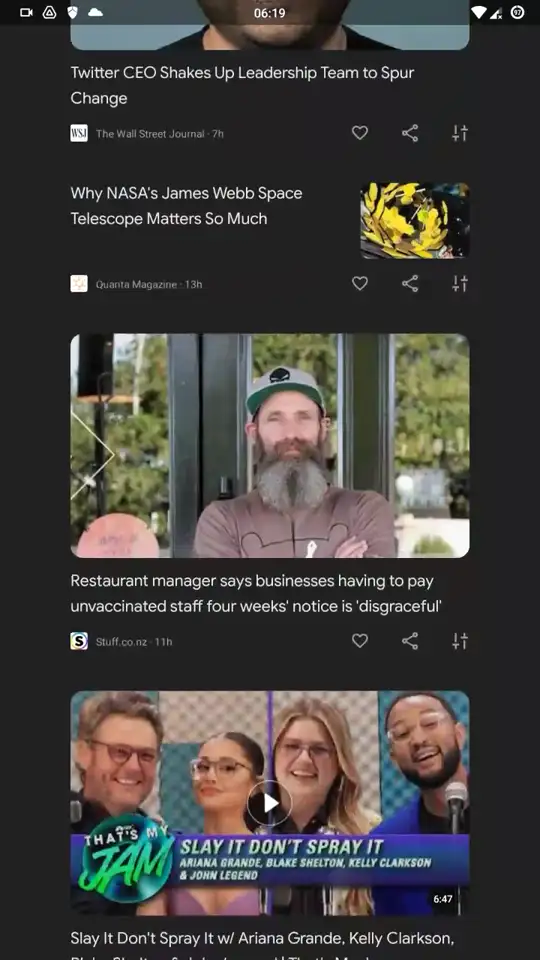 06:19
97
Twitter CEO Shakes Up Leadership Team to Spur
Change
WSJ
The Wall Street Journal · 7h
Why NASA's James Webb Space
Telescope Matters So Much
Quanta Magazine · 13h
Restaurant manager says businesses having to pay
unvaccinated staff four weeks' notice is 'disgraceful'
S
Stuff.co.nz · 11h
THAT'S MY
JAM
SLAY IT DON'T SPRAY IT
ARIANA GRANDE, BLAKE SHELTON, KELLY CLARKSON
& JOHN LEGEND
6:47
Slay It Don't Spray It w/ Ariana Grande, Kelly Clarkson,